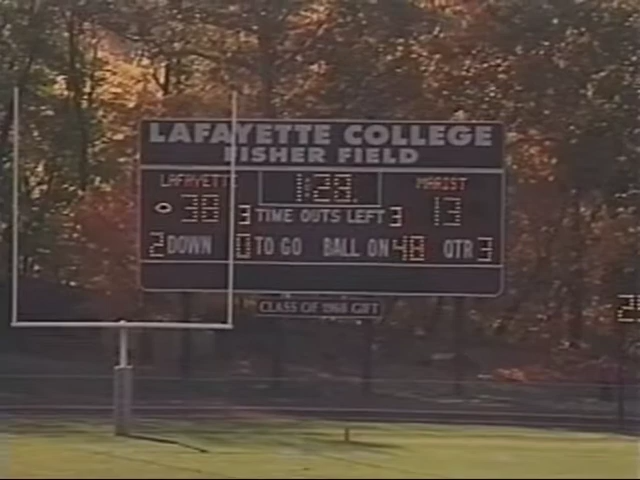 LAFAYETTE COLLEGE
FISHER FIELD
LAFAYETTE 1:28 MARIST
38 3 TIME OUTS LEFT 3 13
2 DOWN 0 TO GO BALL ON 48 QTR 3
CLASS OF 1968 GIFT